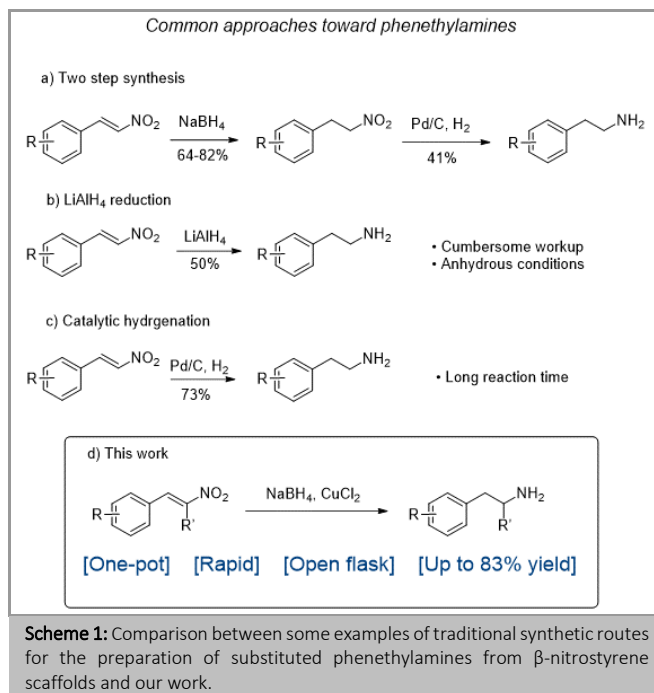 Common approaches toward phenethylamines
a) Two step synthesis
R
NO2
NaBH4
64-82%
R
NO2
Pd/C, H2
41%
R
NH2
b) LiAlH4 reduction
R
NO2
LiAlH4
50%
R
NH2
• Cumbersome workup
• Anhydrous conditions
c) Catalytic hydrgenation
R
NO2
Pd/C, H2
73%
R
NH2
• Long reaction time
d) This work
R
NO2
R'
NaBH4, CuCl2
R
NH2
R'
[One-pot] [Rapid] [Open flask] [Up to 83% yield]
Scheme 1: Comparison between some examples of traditional synthetic routes
for the preparation of substituted phenethylamines from β-nitrostyrene
scaffolds and our work.